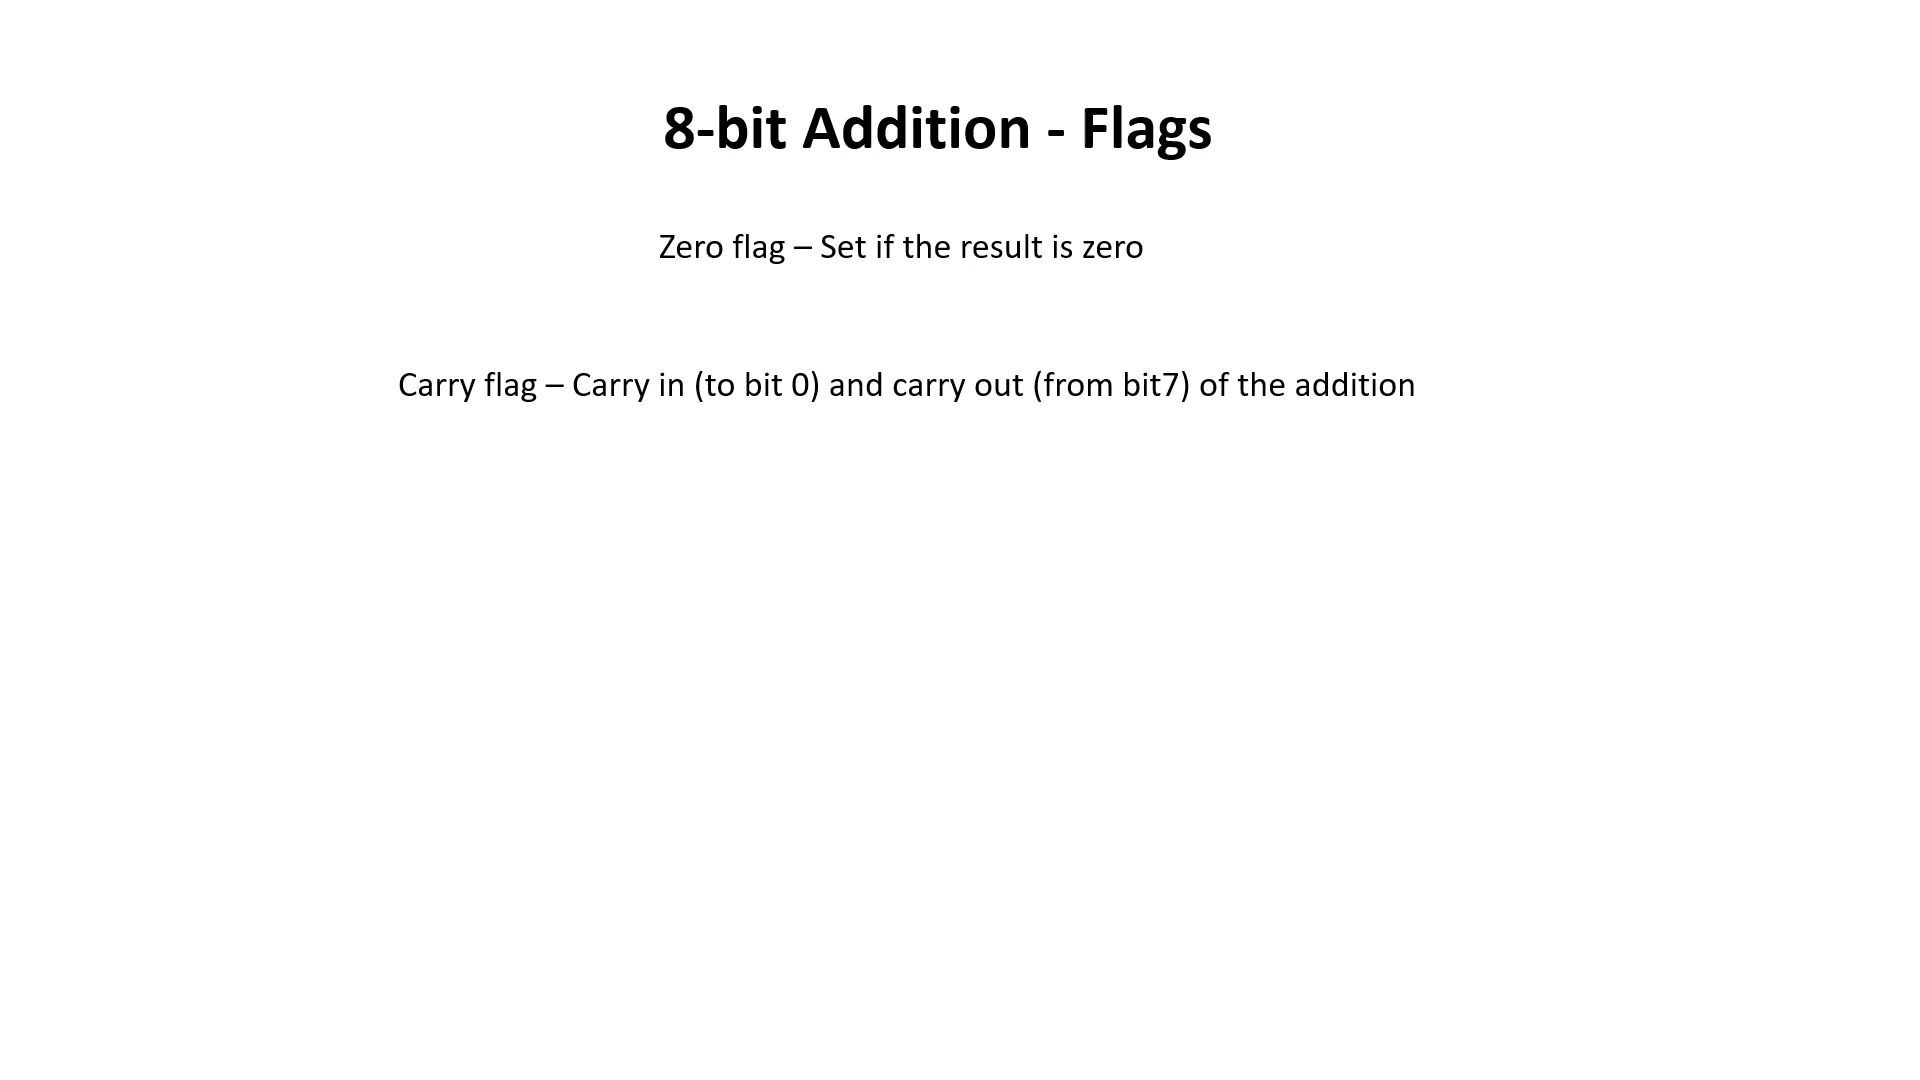 8-bit Addition - Flags
Zero flag – Set if the result is zero
Carry flag – Carry in (to bit 0) and carry out (from bit7) of the addition